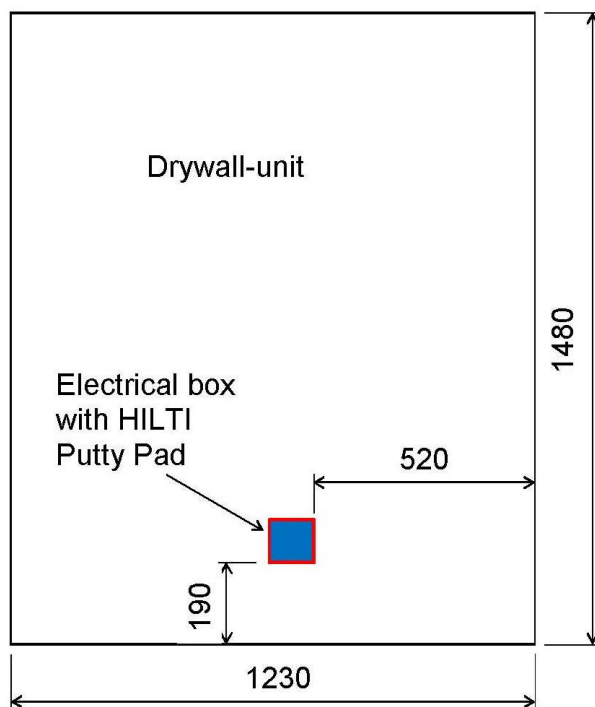 Drywall-unit
1480
Electrical box
with HILTI
Putty Pad
520
190
1230